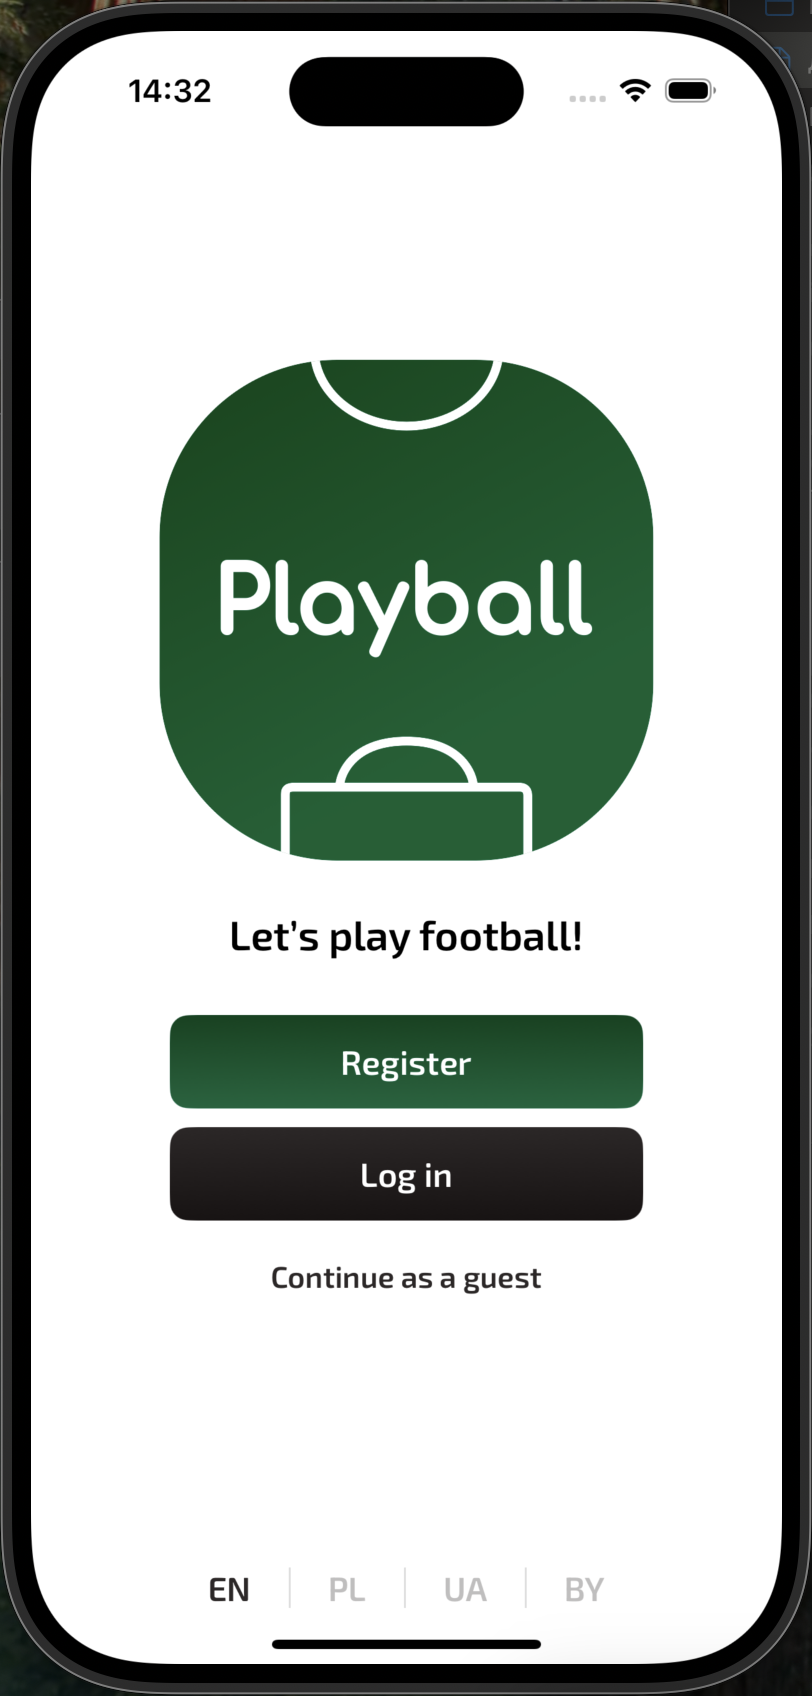 14:32
Playball
Let’s play football!
Register
Log in
Continue as a guest
EN PL UA BY